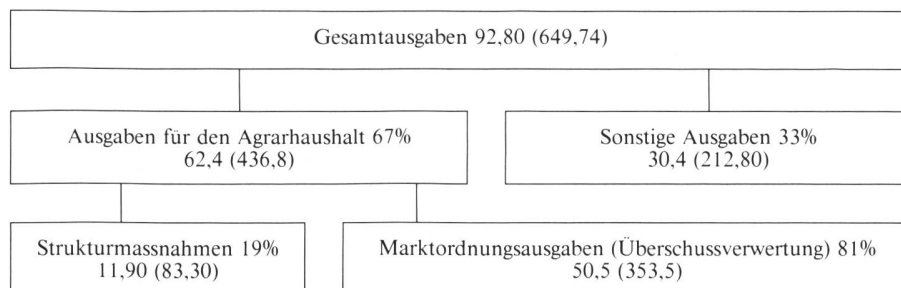 Gesamtausgaben 92,80 (649,74)
Ausgaben für den Agrarhaushalt 67%
62,4 (436,8)
Sonstige Ausgaben 33%
30,4 (212,80)
Strukturmassnahmen 19%
11,90 (83,30)
Marktordnungsausgaben (Überschussverwertung) 81%
50,5 (353,5)